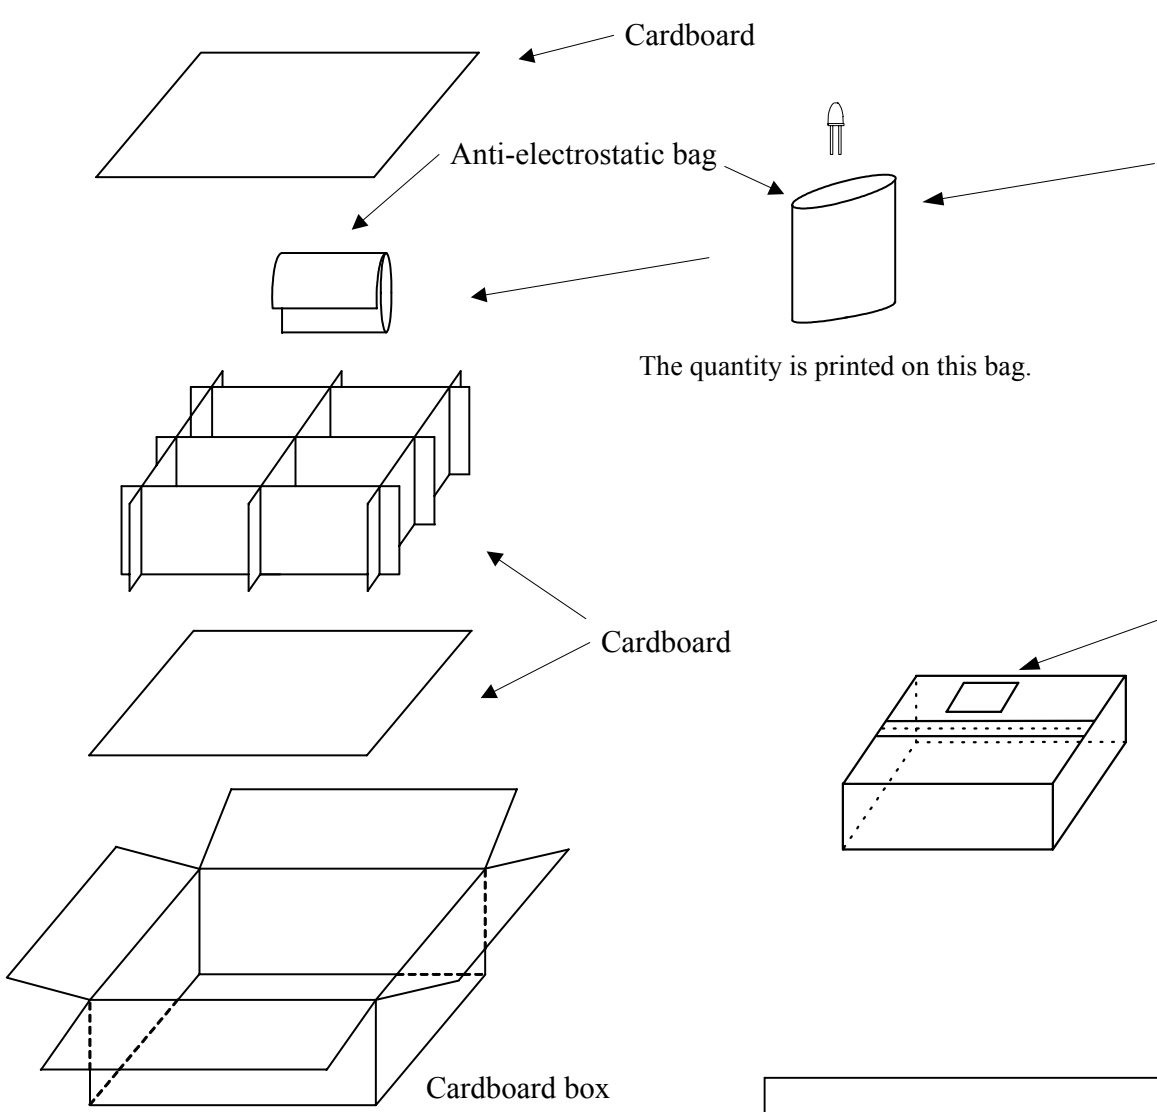 Cardboard
Anti-electrostatic bag
The quantity is printed on this bag.
Cardboard
Cardboard box